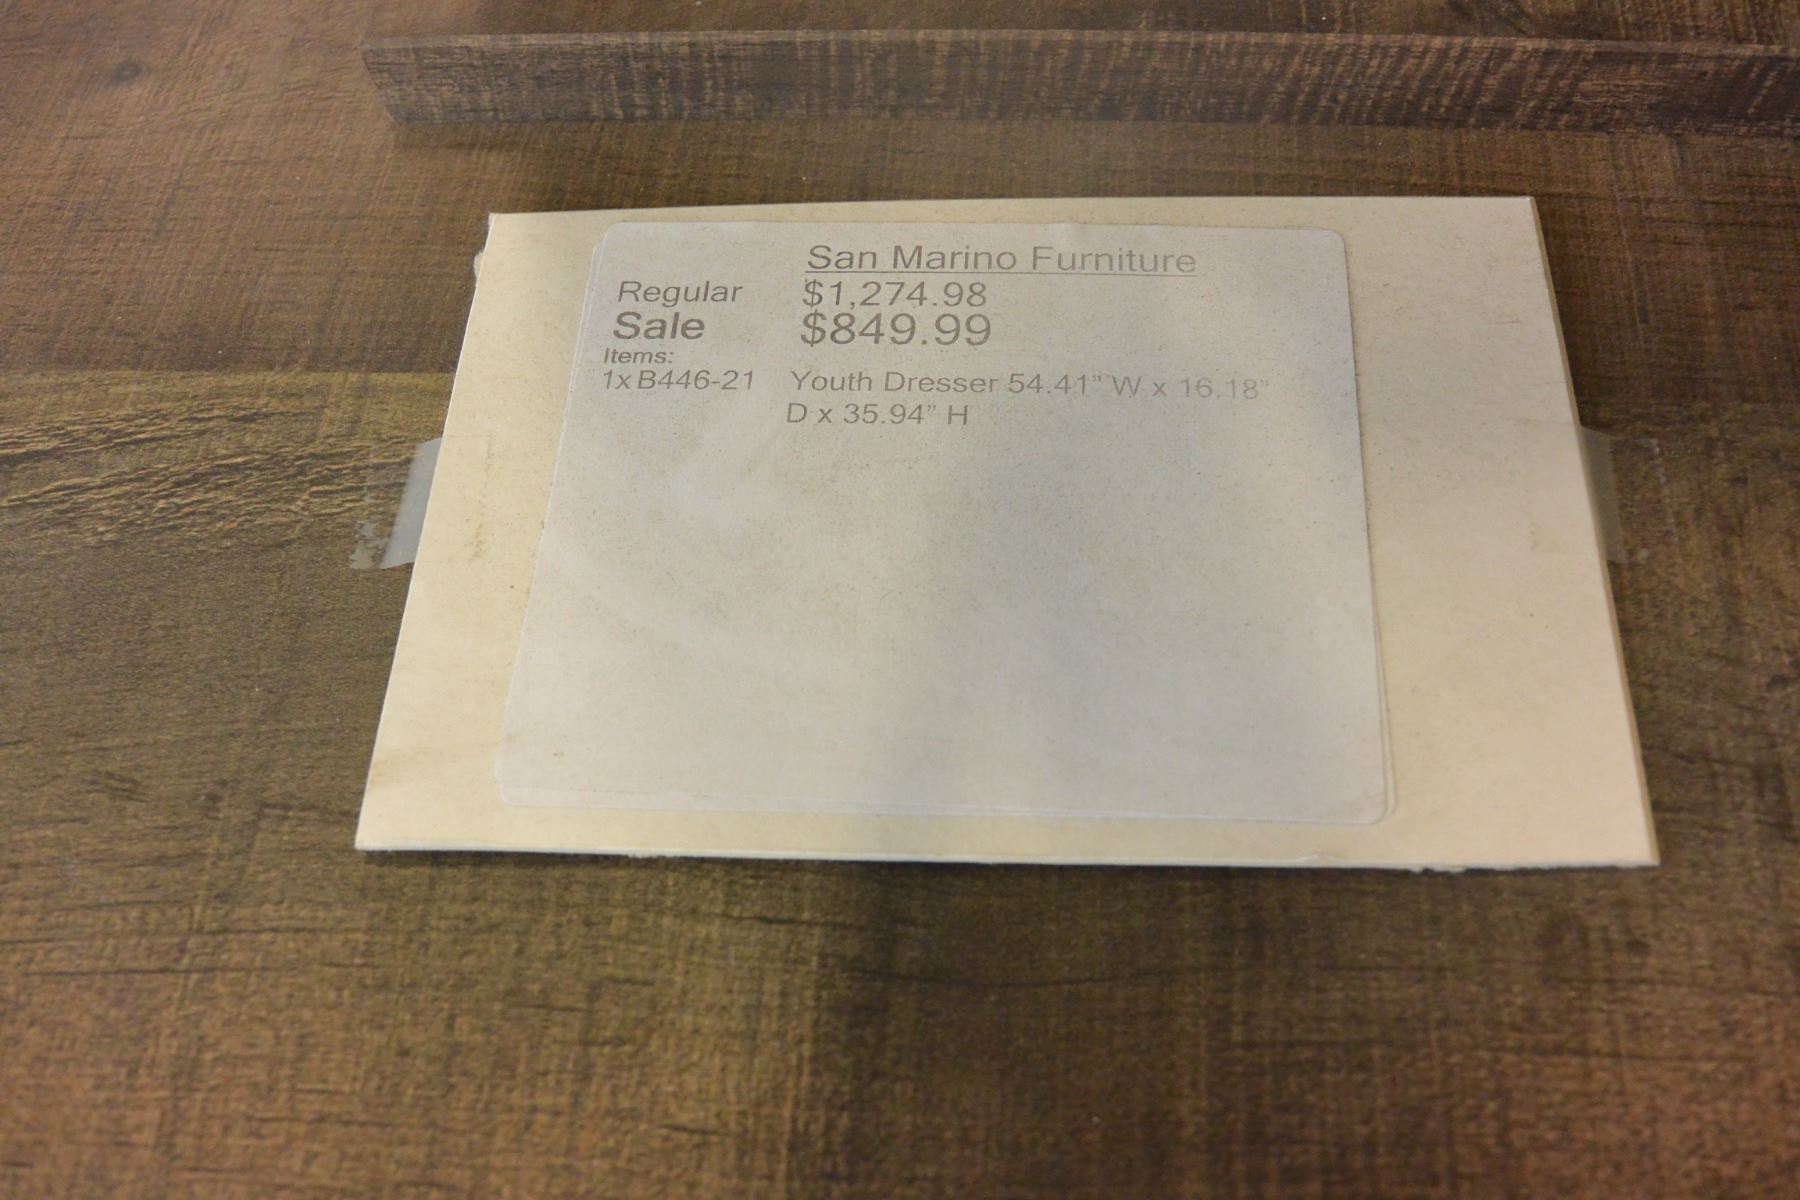 San Marino Furniture
Regular $1,274.98
Sale $849.99
Items:
1x B446-21 Youth Dresser 54.41” W x 16.18”
D x 35.94” H